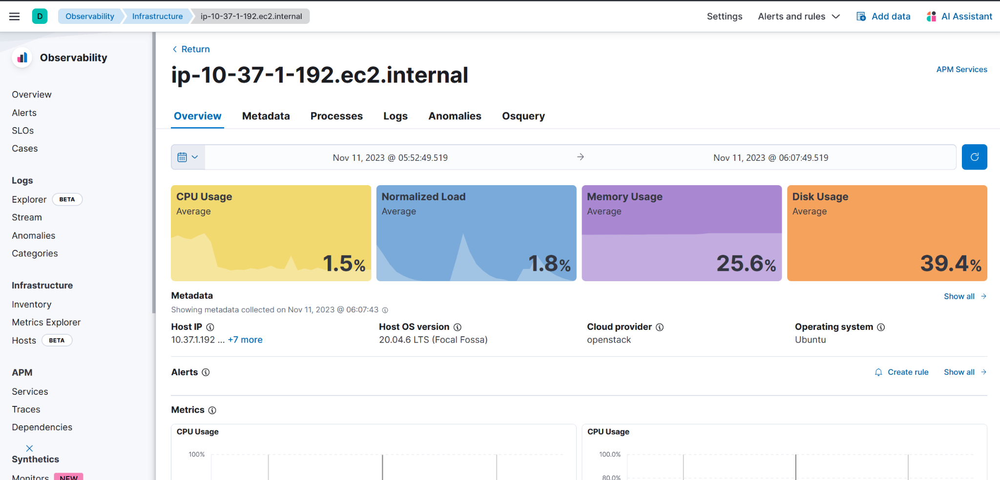 D
Observability
Infrastructure
ip-10-37-1-192.ec2.internal
Settings
Alerts and rules
Add data
AI Assistant
Observability
Overview
Alerts
SLOs
Cases
Logs
Explorer BETA
Stream
Anomalies
Categories
Infrastructure
Inventory
Metrics Explorer
Hosts BETA
APM
Services
Traces
Dependencies
Synthetics
Monitors NEW
Return
ip-10-37-1-192.ec2.internal
APM Services
Overview Metadata Processes Logs Anomalies Osquery
Nov 11, 2023 @ 05:52:49.519 → Nov 11, 2023 @ 06:07:49.519
CPU Usage
Average
1.5%
Normalized Load
Average
1.8%
Memory Usage
Average
25.6%
Disk Usage
Average
39.4%
Metadata
Show all →
Showing metadata collected on Nov 11, 2023 @ 06:07:43
Host IP
10.37.1.192 ... +7 more
Host OS version
20.04.6 LTS (Focal Fossa)
Cloud provider
openstack
Operating system
Ubuntu
Alerts
Create rule
Show all →
Metrics
CPU Usage
100%
CPU Usage
100.0%
80.0%